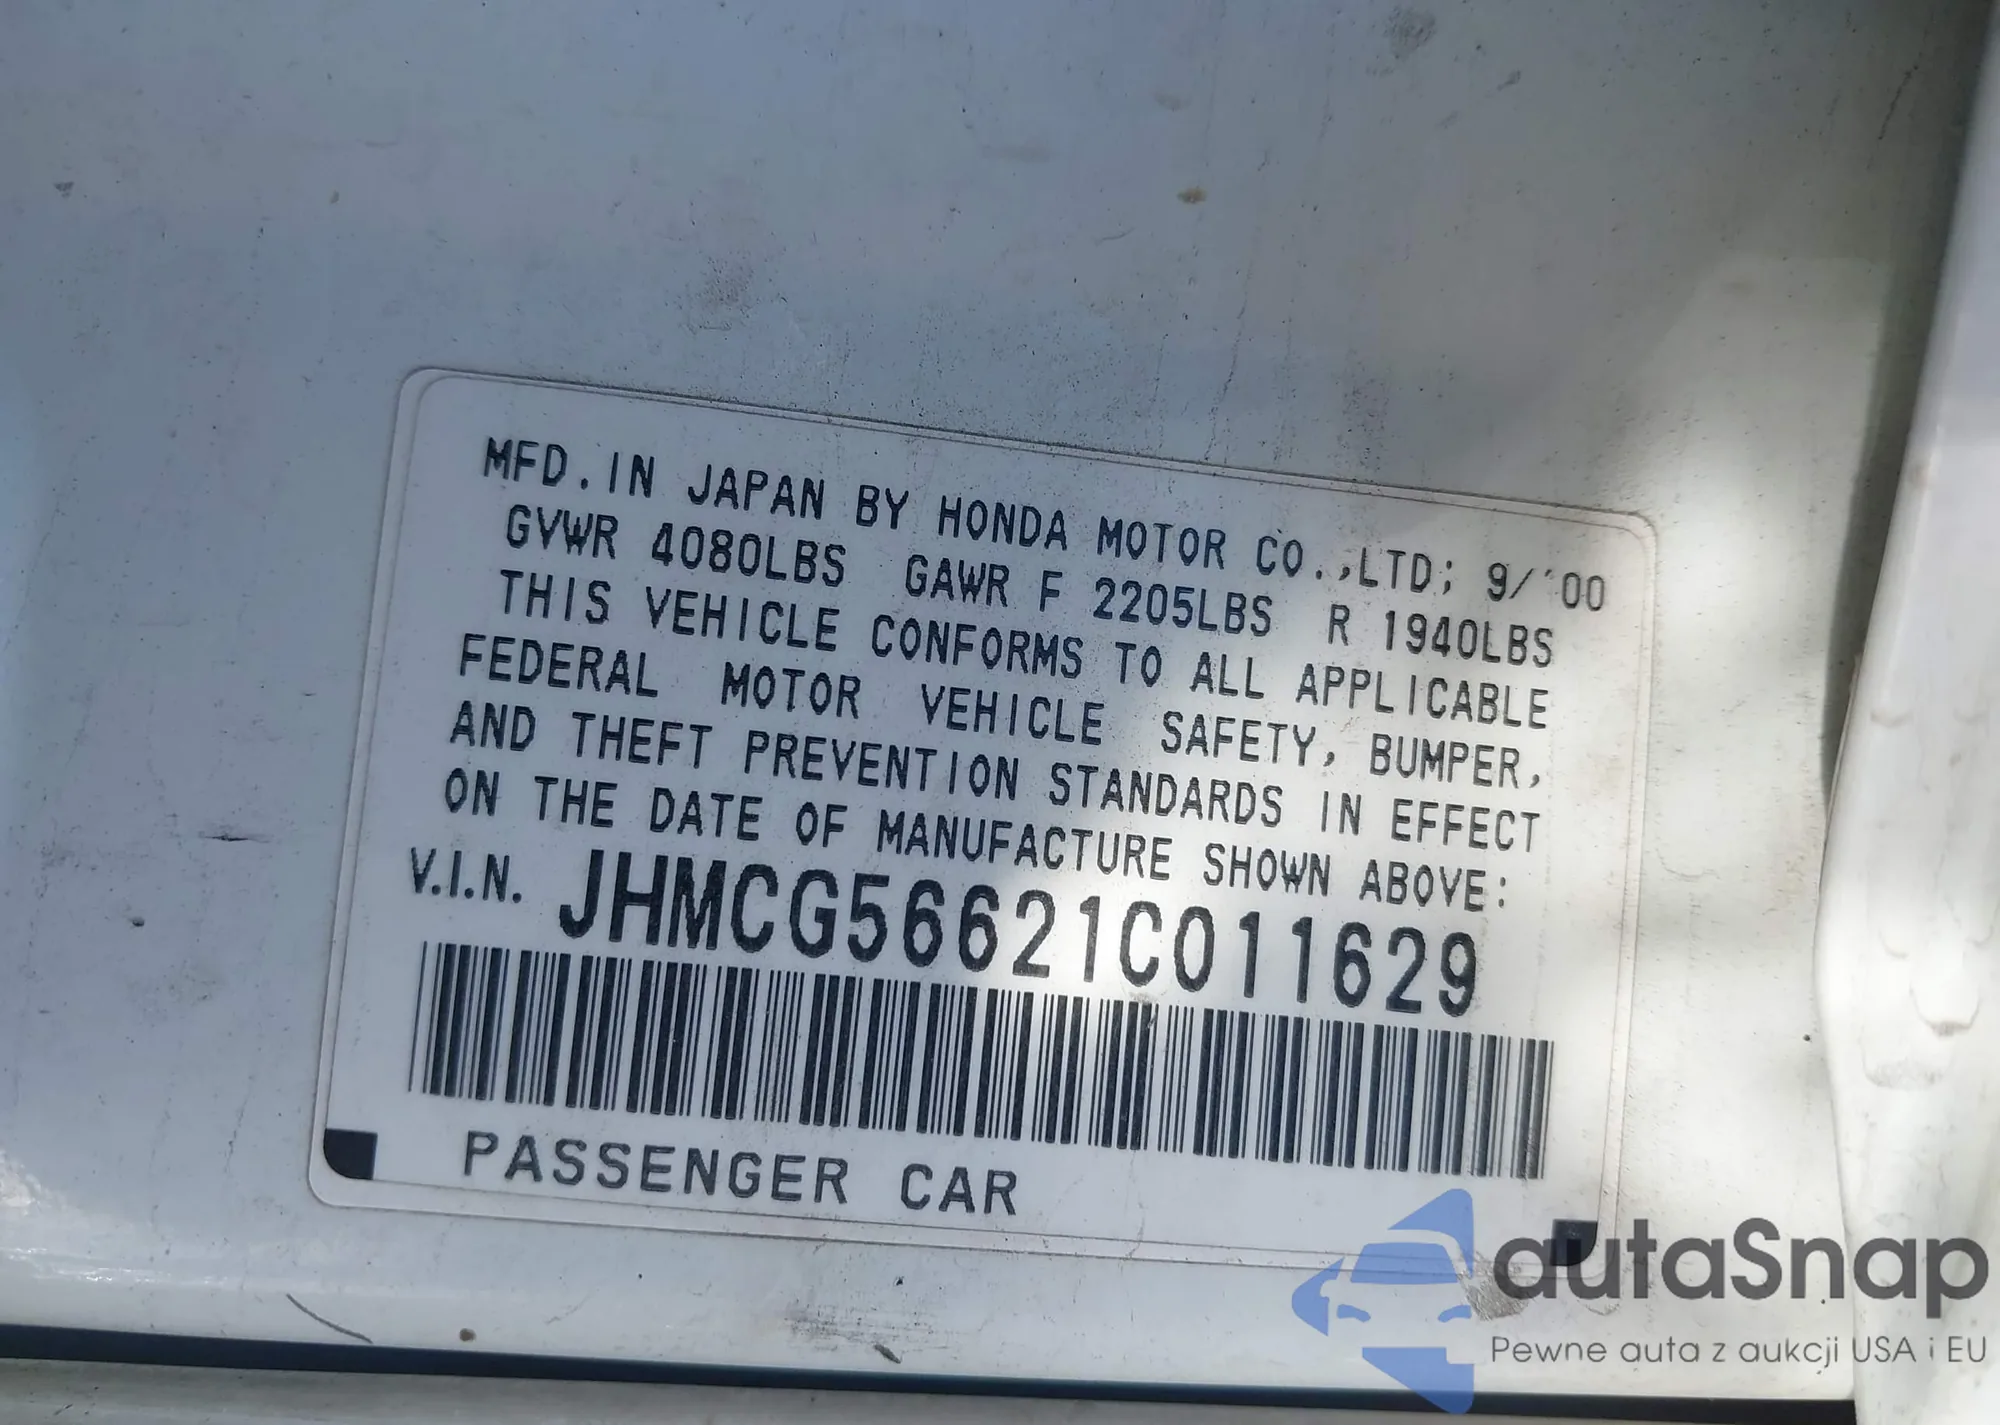 MFD. IN JAPAN BY HONDA MOTOR CO.,LTD; 9/'00
GVWR 4080LBS GAWR F 2205LBS R 1940LBS
THIS VEHICLE CONFORMS TO ALL APPLICABLE
FEDERAL MOTOR VEHICLE SAFETY, BUMPER,
AND THEFT PREVENTION STANDARDS IN EFFECT
ON THE DATE OF MANUFACTURE SHOWN ABOVE:
V.I.N. JHMCG56621C011629
PASSENGER CAR
autaSnap
Pewne auta z aukcji USA i EU